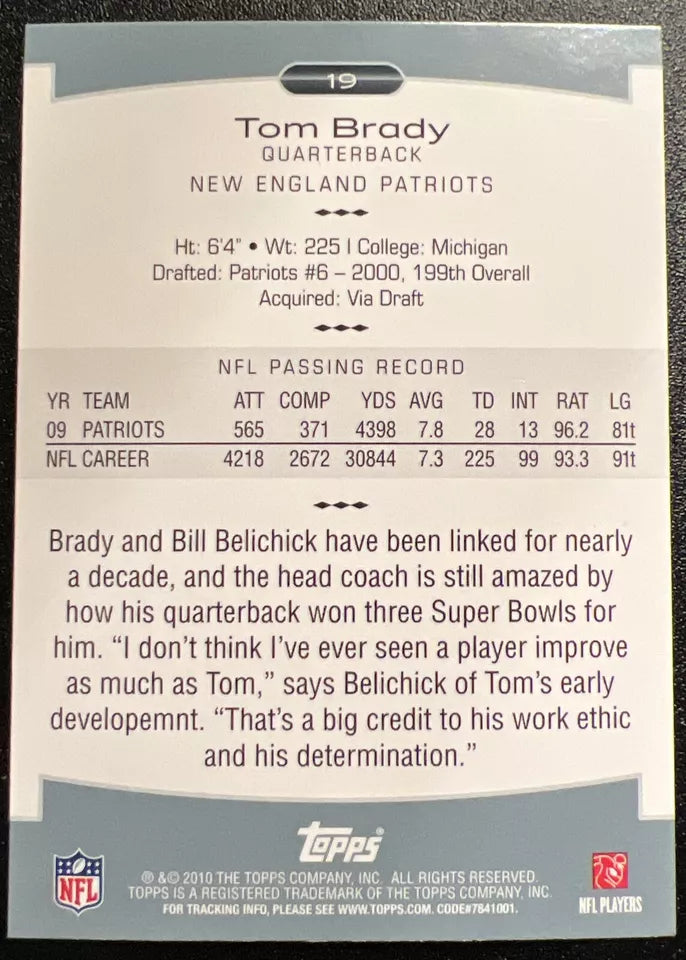 19
Tom Brady
QUARTERBACK
NEW ENGLAND PATRIOTS
Ht: 6'4" • Wt: 225 | College: Michigan
Drafted: Patriots #6 – 2000, 199th Overall
Acquired: Via Draft
NFL PASSING RECORD
YR TEAM ATT COMP YDS AVG TD INT RAT LG
09 PATRIOTS 565 371 4398 7.8 28 13 96.2 81t
NFL CAREER 4218 2672 30844 7.3 225 99 93.3 91t
Brady and Bill Belichick have been linked for nearly
a decade, and the head coach is still amazed by
how his quarterback won three Super Bowls for
him. “I don’t think I’ve ever seen a player improve
as much as Tom,” says Belichick of Tom’s early
developemnt. “That’s a big credit to his work ethic
and his determination.”
topps®
® & © 2010 THE TOPPS COMPANY, INC. ALL RIGHTS RESERVED.
TOPPS IS A REGISTERED TRADEMARK OF THE TOPPS COMPANY, INC.
FOR TRACKING INFO, PLEASE SEE WWW.TOPPS.COM. CODE#7841001.
NFL
NFL PLAYERS